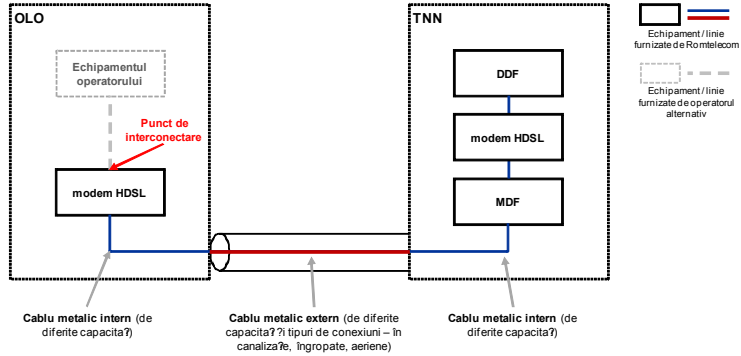 OLO
Echipamentul
operatorului
Punct de
interconectare
modem HDSL
TNN
DDF
modem HDSL
MDF
Echipament / linie
furnizate de Romtelecom
Echipament / linie
furnizate de operatorul
alternativ
Cablu metalic intern (de
diferite capacita?)
Cablu metalic extern (de diferite
capacita? ?i tipuri de conexiuni – în
canaliza?e, îngropate, aeriene)
Cablu metalic intern (de
diferite capacita?)